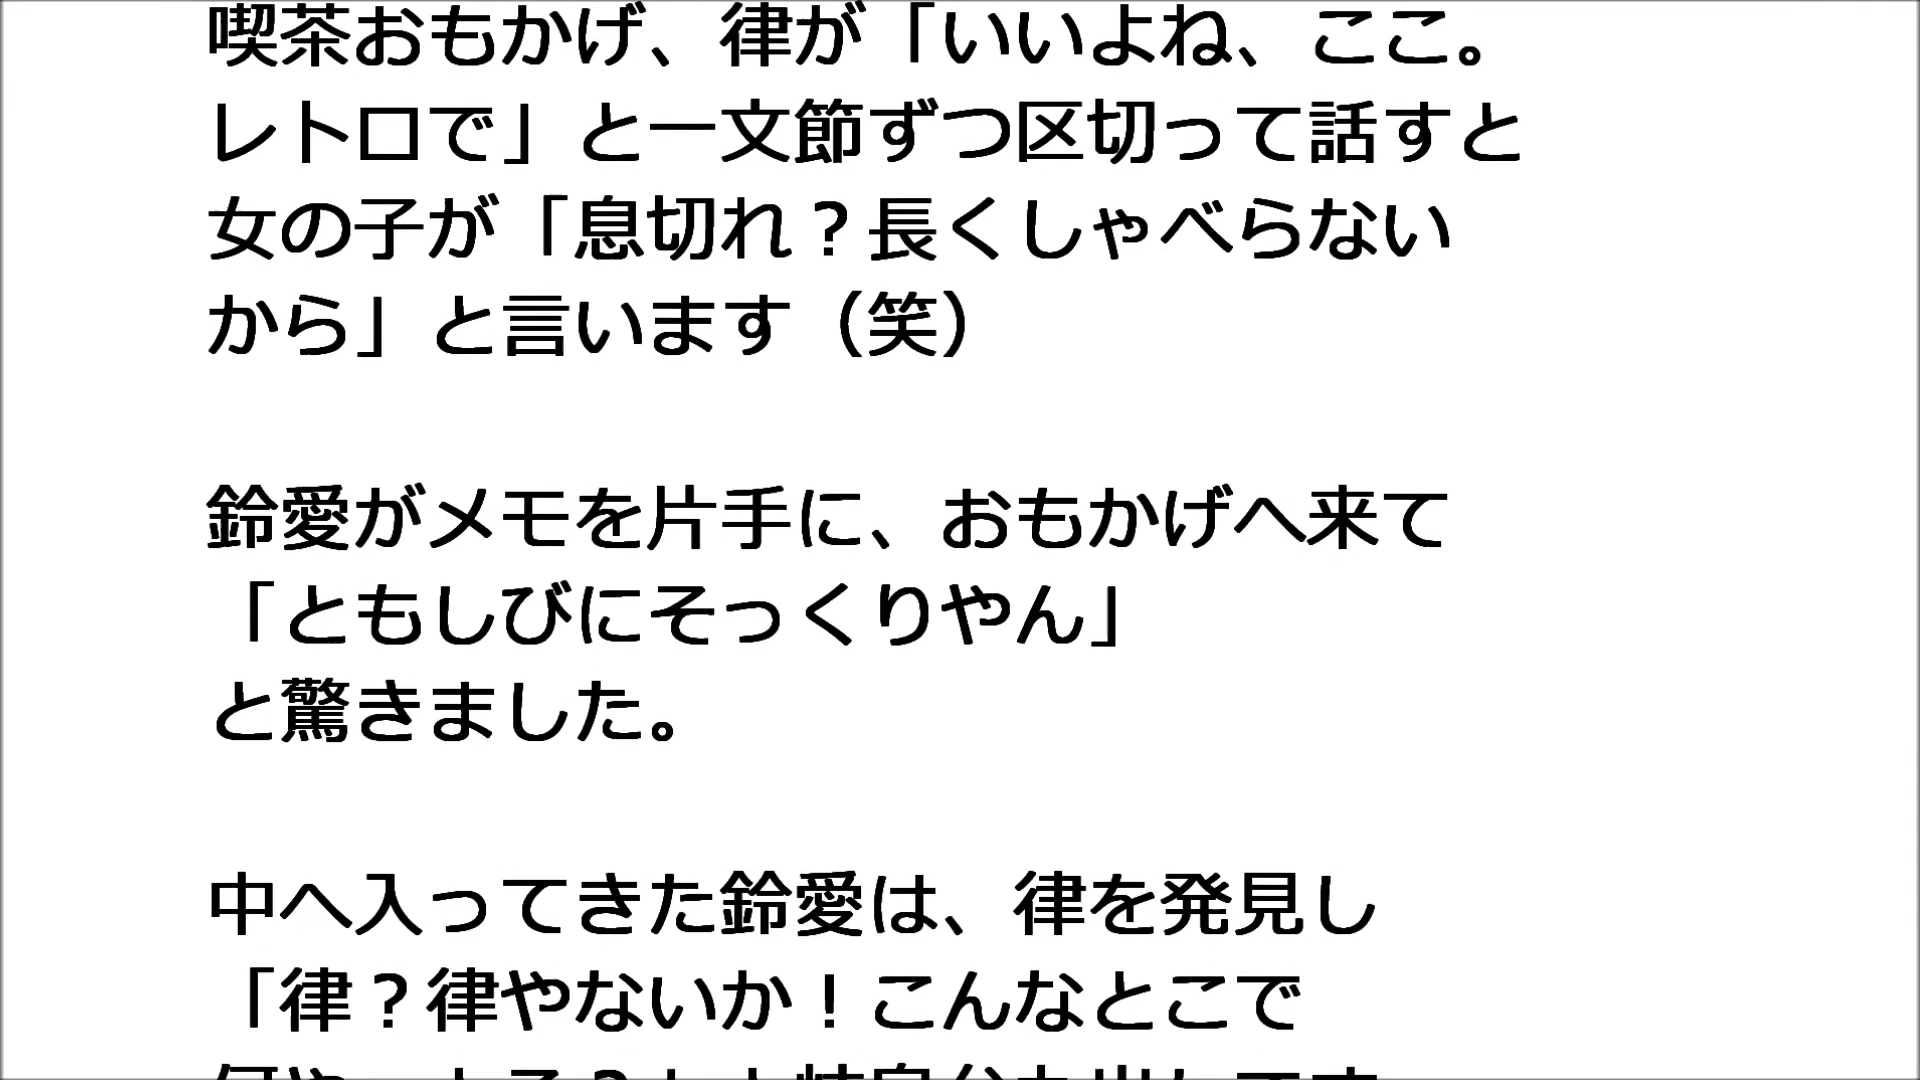 喫茶おもかげ、律が「いいよね、ここ。
レトロで」と一文節ずつ区切って話すと
女の子が「息切れ？長くしゃべらない
から」と言います（笑）
鈴愛がメモを片手に、おもかげへ来て
「ともしびにそっくりやん」
と驚きました。
中へ入ってきた鈴愛は、律を発見し
「律？律やないか！こんなとこで